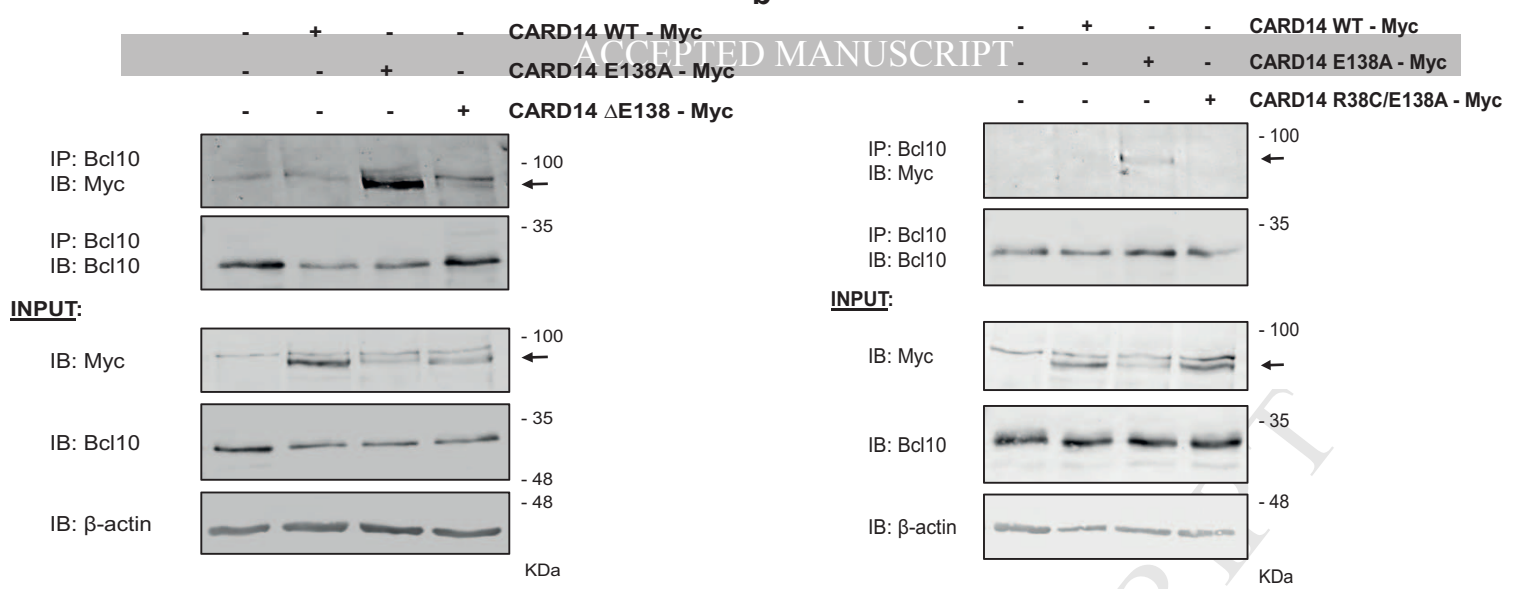 b
ACCEPTED MANUSCRIPT
- + - - CARD14 WT - Myc
- - + - CARD14 E138A - Myc
- - - + CARD14 ∆E138 - Myc
IP: Bcl10
IB: Myc
- 100
IP: Bcl10
IB: Bcl10
- 35
INPUT:
IB: Myc
- 100
IB: Bcl10
- 35
- 48
IB: β-actin
- 48
KDa
- + - - CARD14 WT - Myc
- - + - CARD14 E138A - Myc
- - - + CARD14 R38C/E138A - Myc
IP: Bcl10
IB: Myc
- 100
IP: Bcl10
IB: Bcl10
- 35
INPUT:
IB: Myc
- 100
IB: Bcl10
- 35
IB: β-actin
- 48
KDa